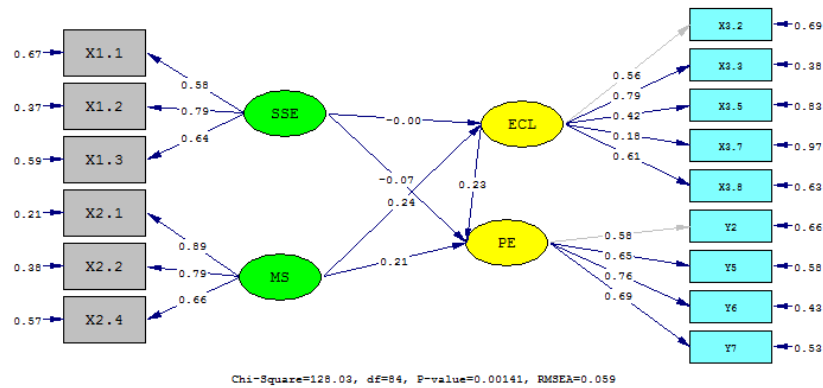 0.67 X1.1
0.37 X1.2
0.59 X1.3
0.21 X2.1
0.38 X2.2
0.57 X2.4
0.58
0.79
0.64
0.89
0.79
0.66
SSE
MS
-0.00
-0.07
0.24
0.21
0.23
ECL
PE
0.56
0.79
0.42
0.18
0.61
0.58
0.65
0.76
0.69
X3.2 0.69
X3.3 0.38
X3.5 0.83
X3.7 0.97
X3.8 0.63
Y2 0.66
Y5 0.58
Y6 0.43
Y7 0.53
Chi-Square=128.03, df=84, P-value=0.00141, RMSEA=0.059